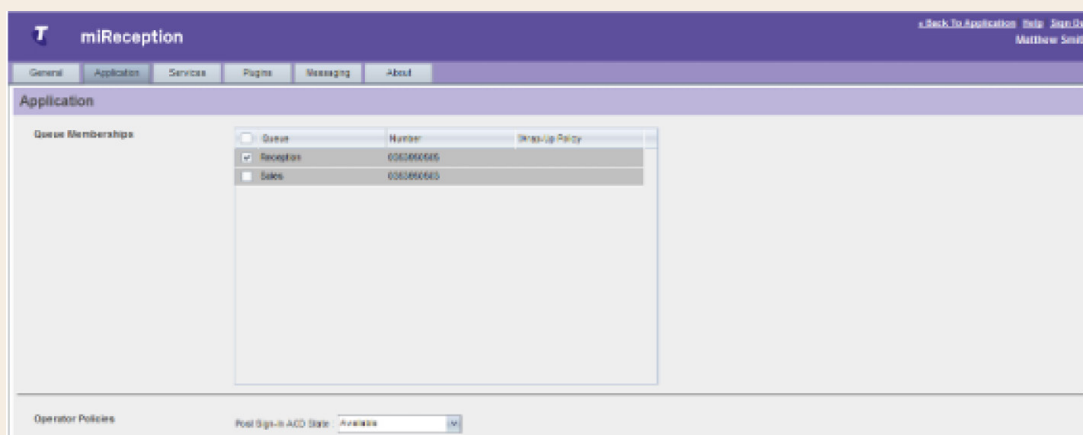 « Back To Application Help Sign
T miReception
Matthew Smit
General Application Services Plugins Messaging About
Application
Queue Memberships
Queue Number Wrap-Up Policy
Reception
Sales
Operator Policies
Post Sign-In ACD State : Available